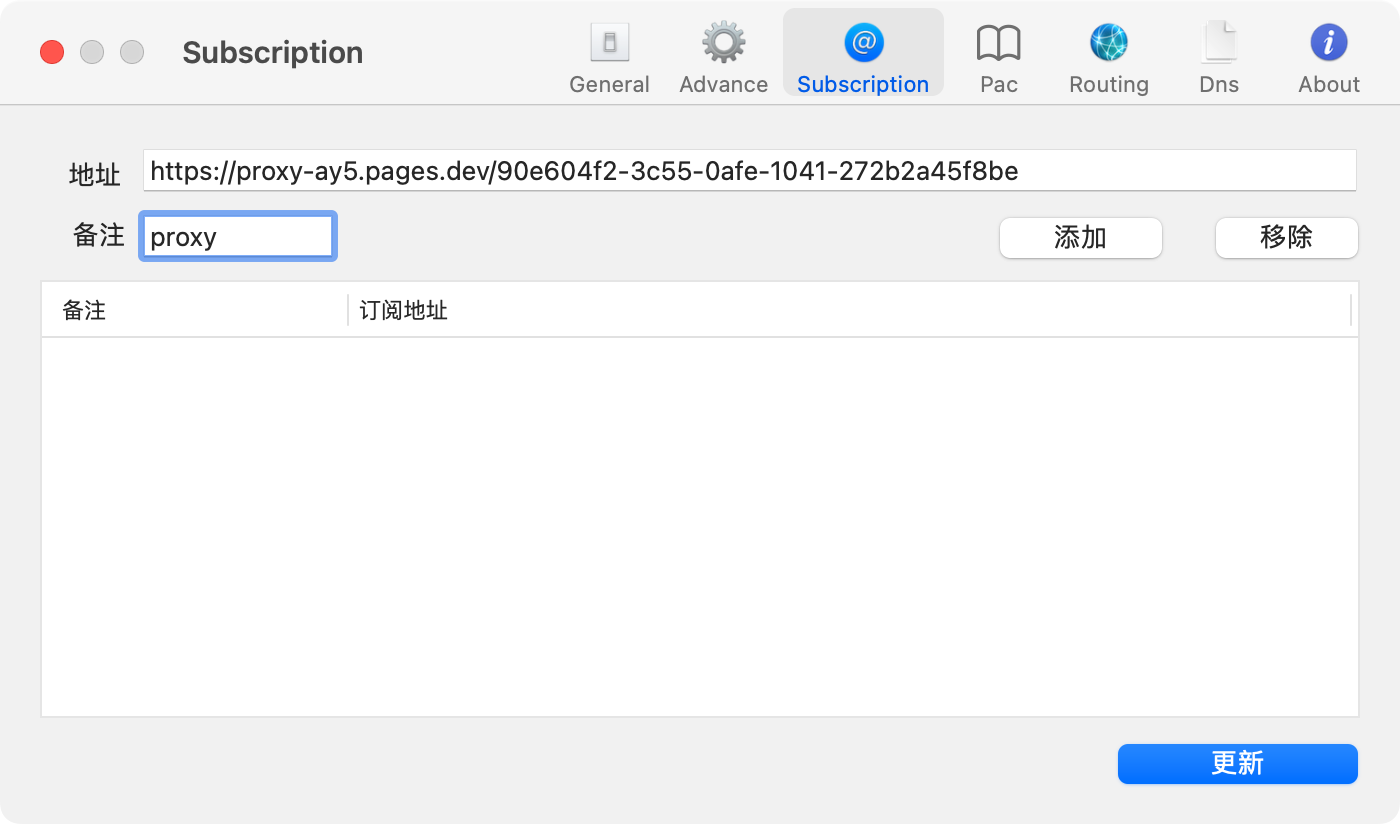 Subscription
General Advance Subscription Pac Routing Dns About
地址 https://proxy-ay5.pages.dev/90e604f2-3c55-0afe-1041-272b2a45f8be
备注 proxy 添加 移除
备注 订阅地址
更新